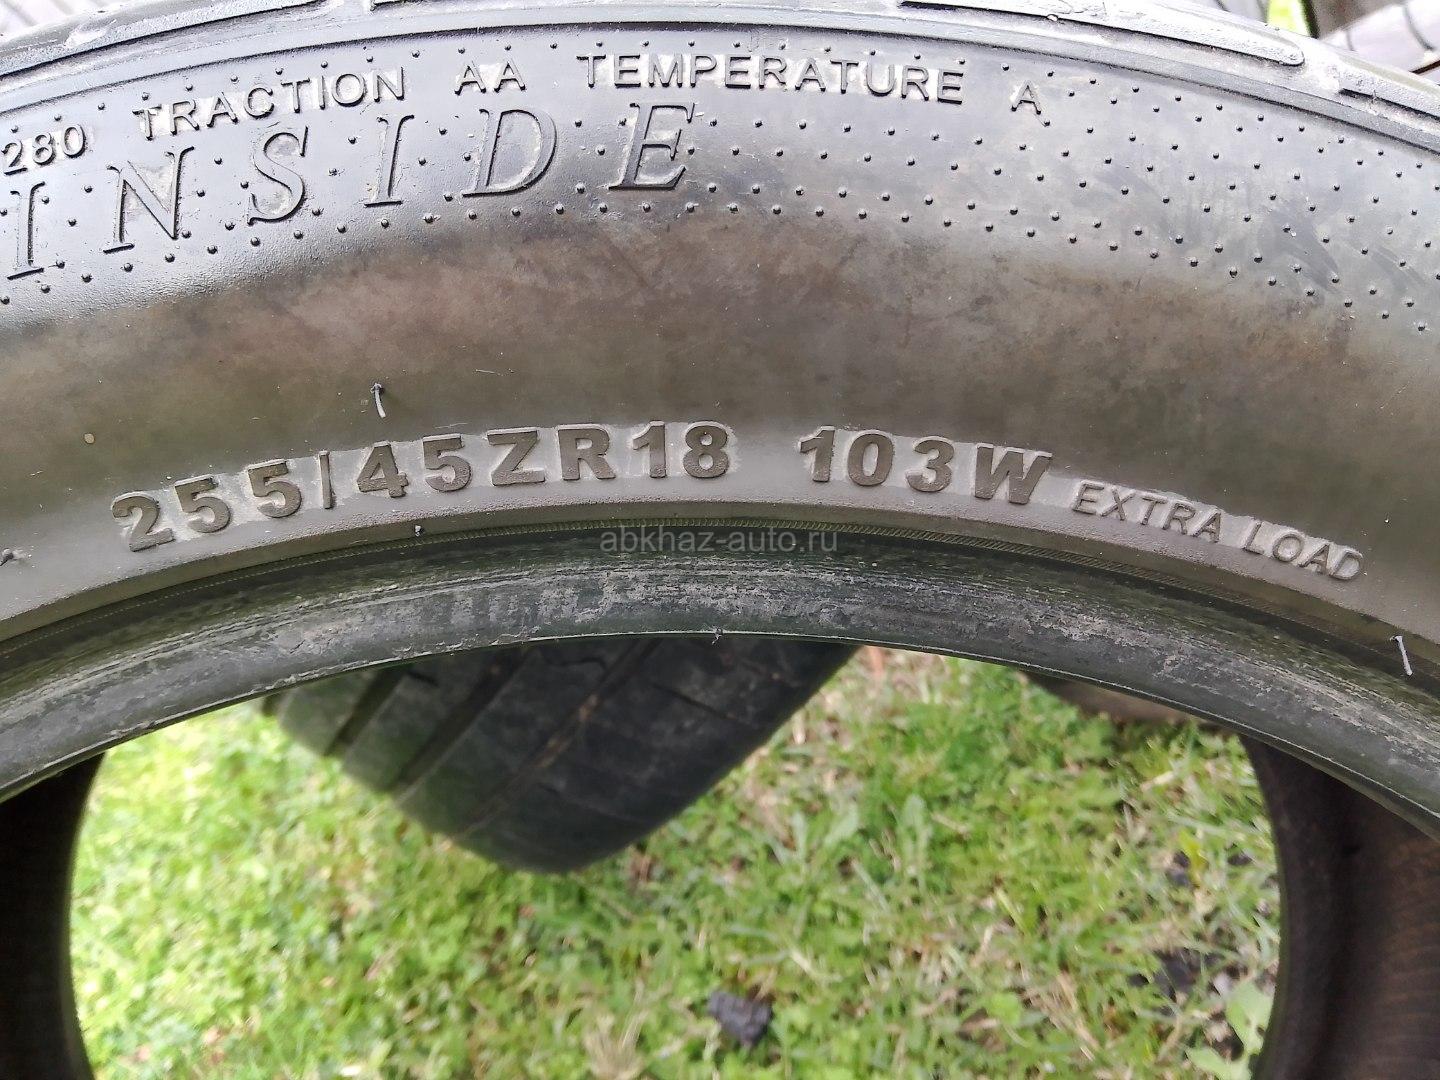 280 TRACTION AA TEMPERATURE A
INSIDE
255/45ZR18 103W EXTRA LOAD
abkhaz-auto.ru